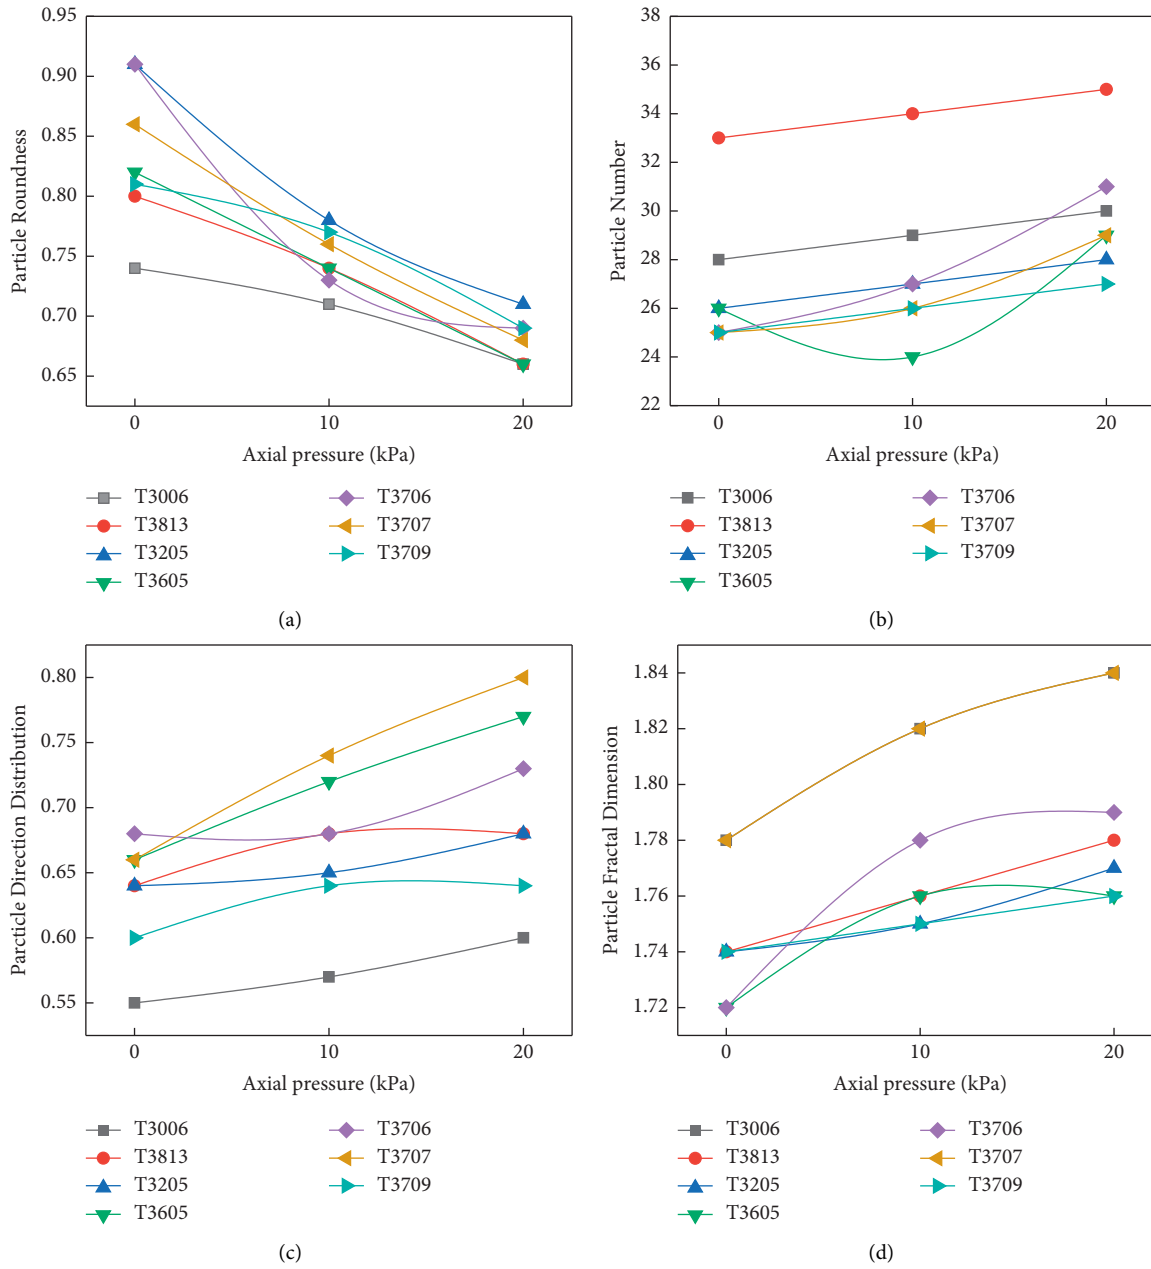 0.95
0.90
0.85
0.80
0.75
0.70
0.65
Particle Roundness
0 10 20
Axial pressure (kPa)
T3006 T3706
T3813 T3707
T3205 T3709
T3605
(a)
38
36
34
32
30
28
26
24
22
Particle Number
0 10 20
Axial pressure (kPa)
T3006 T3706
T3813 T3707
T3205 T3709
T3605
(b)
0.80
0.75
0.70
0.65
0.60
0.55
Parcticle Direction Distribution
0 10 20
Axial pressure (kPa)
T3006 T3706
T3813 T3707
T3205 T3709
T3605
(c)
1.84
1.82
1.80
1.78
1.76
1.74
1.72
Particle Fractal Dimension
0 10 20
Axial pressure (kPa)
T3006 T3706
T3813 T3707
T3205 T3709
T3605
(d)